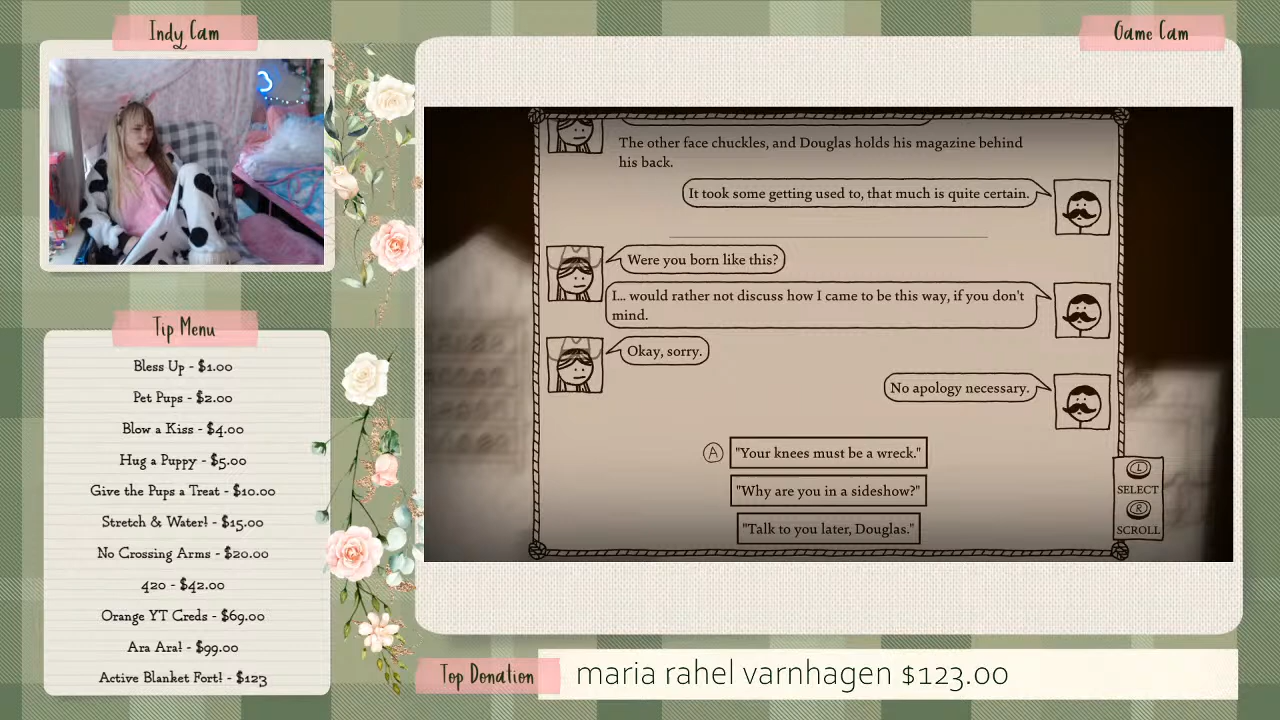 Indy Cam
Game Cam
3
The other face chuckles, and Douglas holds his magazine behind
his back.
It took some getting used to, that much is quite certain.
Were you born like this?
I... would rather not discuss how I came to be this way, if you don't
mind.
Okay, sorry.
No apology necessary.
A "Your knees must be a wreck."
"Why are you in a sideshow?"
"Talk to you later, Douglas."
L
SELECT
R
SCROLL
Tip Menu
Bless Up - $1.00
Pet Pups - $2.00
Blow a Kiss - $4.00
Hug a Puppy - $5.00
Give the Pups a Treat - $10.00
Stretch & Water! - $15.00
No Crossing Arms - $20.00
420 - $42.00
Orange YT Creds - $69.00
Ara Ara! - $99.00
Active Blanket Fort! - $123
Top Donation
maria rahel varnhagen $123.00